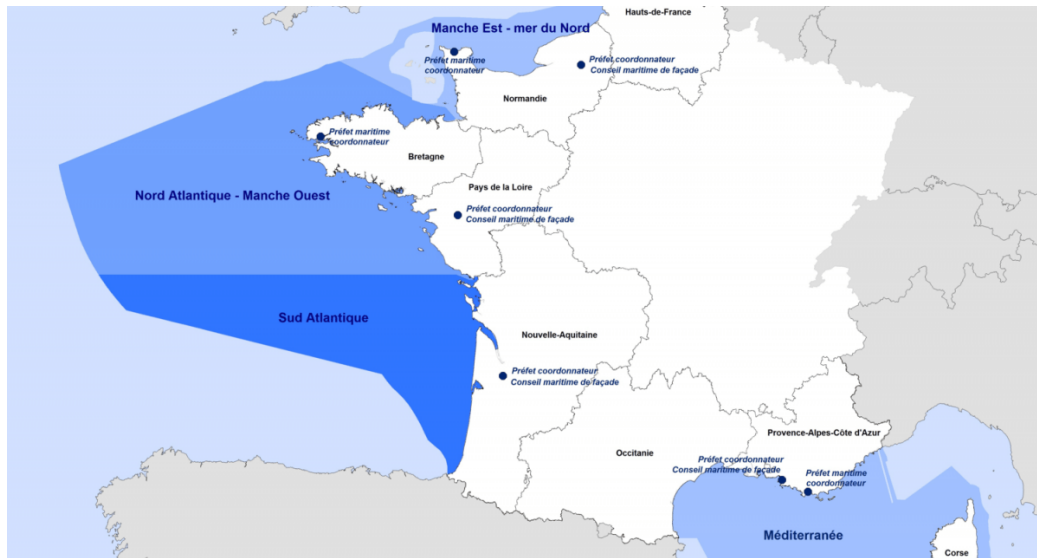 Hauts-de-France
Manche Est - mer du Nord
Préfet maritime
coordonnateur
Préfet coordonnateur
Conseil maritime de façade
Normandie
Préfet maritime
coordonnateur
Bretagne
Pays de la Loire
Nord Atlantique - Manche Ouest
Préfet coordonnateur
Conseil maritime de façade
Sud Atlantique
Nouvelle-Aquitaine
Préfet coordonnateur
Conseil maritime de façade
Provence-Alpes-Côte d'Azur
Occitanie
Préfet coordonnateur
Conseil maritime de façade
Préfet maritime
coordonnateur
Méditerranée
Corse